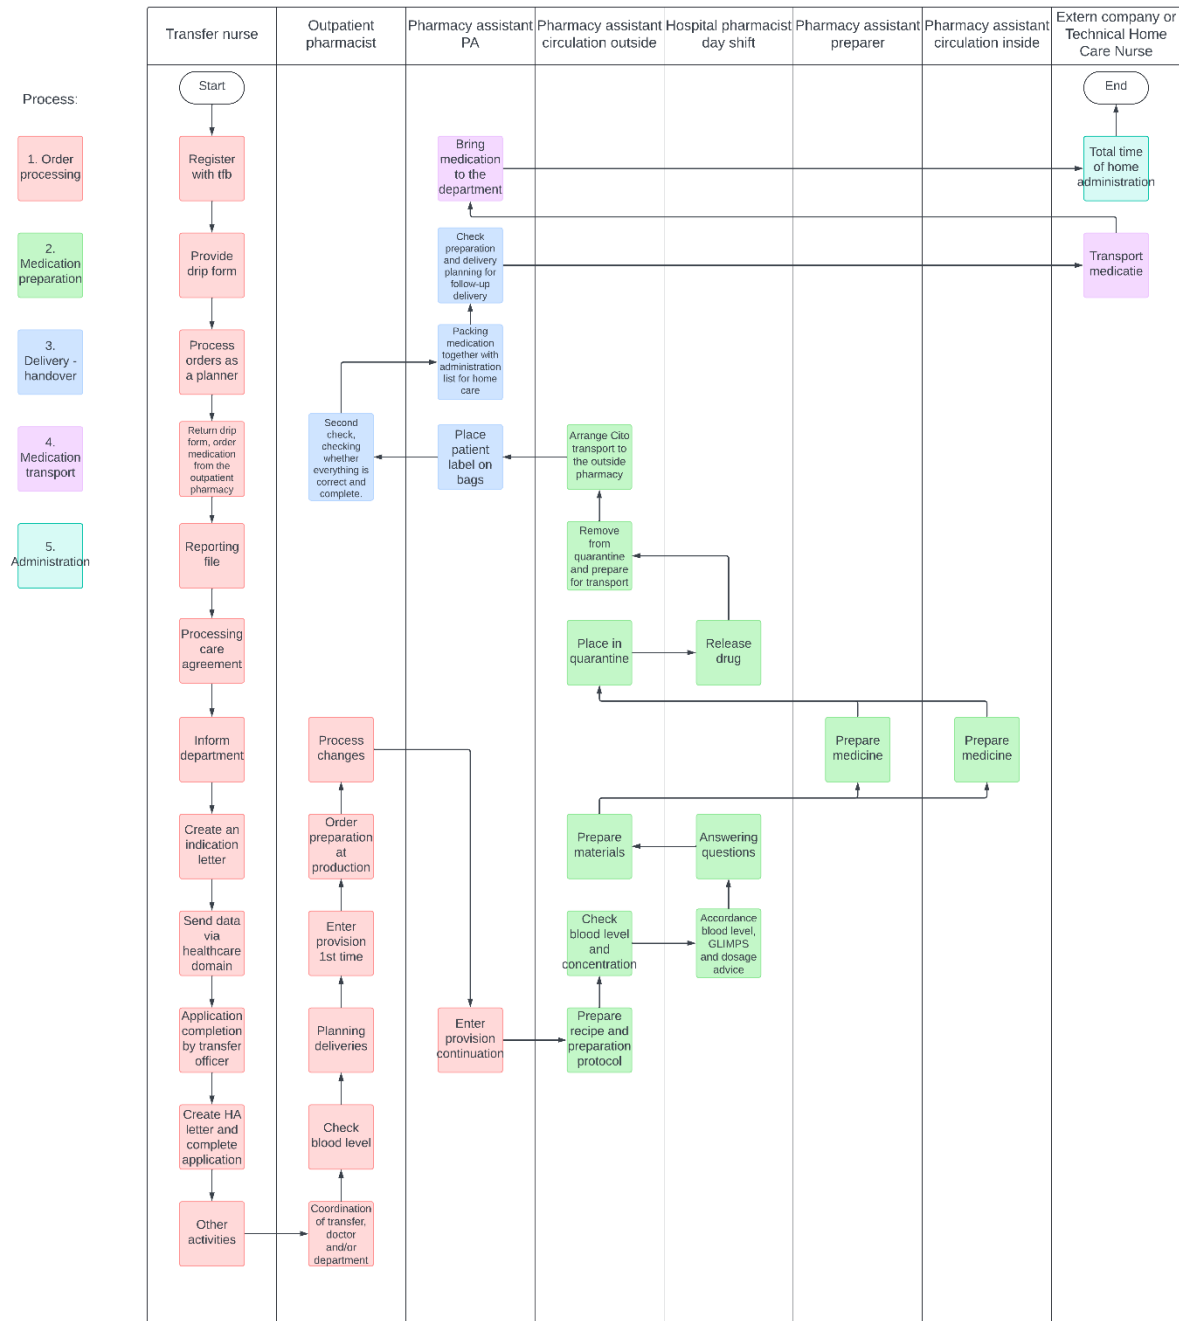 Transfer nurse
Outpatient
pharmacist
Pharmacy assistant
PA
Pharmacy assistant
circulation outside
Hospital pharmacist
day shift
Pharmacy assistant
preparer
Pharmacy assistant
circulation inside
Extern company or
Technical Home
Care Nurse
Process:
1. Order
processing
2.
Medication
preparation
3.
Delivery -
handover
4.
Medication
transport
5.
Administration
Start
Register
with tfb
Provide
drip form
Process
orders as
a planner
Return drip
form, order
medication
from the
outpatient
pharmacy
Reporting
file
Processing
care
agreement
Inform
department
Create an
indication
letter
Send data
via
healthcare
domain
Application
completion
by transfer
officer
Create HA
letter and
complete
application
Other
activities
Coordination
of transfer,
doctor
and/or
department
Check
blood level
Planning
deliveries
Enter
provision
1st time
Order
preparation
at
production
Process
changes
Enter
provision
continuation
Prepare
recipe and
preparation
protocol
Check
blood level
and
concentration
Accordance
blood level,
GLIMPS
and dosage
advice
Answering
questions
Prepare
materials
Prepare
medicine
Prepare
medicine
Place in
quarantine
Release
drug
Remove
from
quarantine
and prepare
for transport
Arrange Cito
transport to
the outside
pharmacy
Place
patient
label on
bags
Second
check,
checking
whether
everything is
correct and
complete.
Packing
medication
together with
administration
list for home
care
Check
preparation
and delivery
planning for
follow-up
delivery
Transport
medicatie
Bring
medication
to the
department
Total time
of home
administration
End